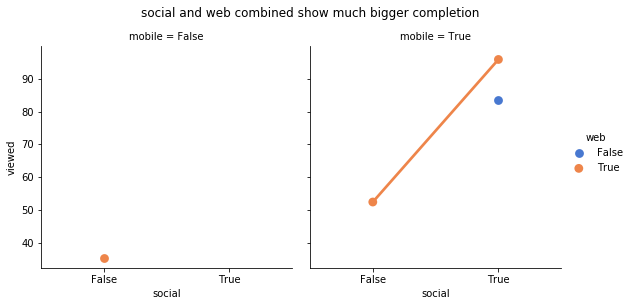 social and web combined show much bigger completion
mobile = False
mobile = True
90
80
70
60
50
40
viewed
False
True
social
False
True
social
web
False
True